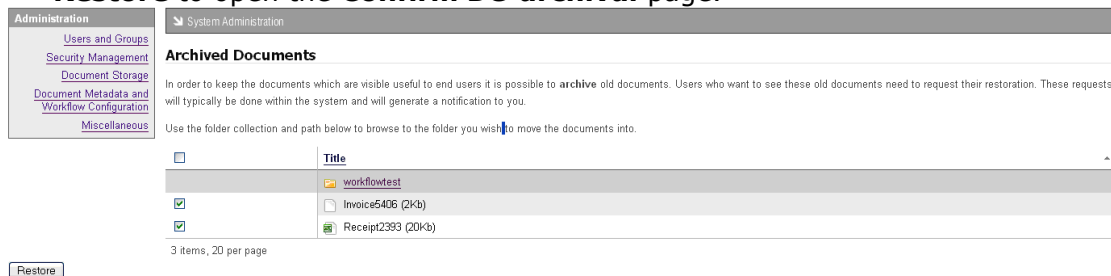 Restore to open the Confirm De-archival page.
Administration
Users and Groups
Security Management
Document Storage
Document Metadata and
Workflow Configuration
Miscellaneous
System Administration
Archived Documents
In order to keep the documents which are visible useful to end users it is possible to archive old documents. Users who want to see these old documents need to request their restoration. These requests
will typically be done within the system and will generate a notification to you.
Use the folder collection and path below to browse to the folder you wish to move the documents into.
Title
workflowtest
Invoice5406 (2Kb)
Receipt2393 (20Kb)
3 items, 20 per page
Restore